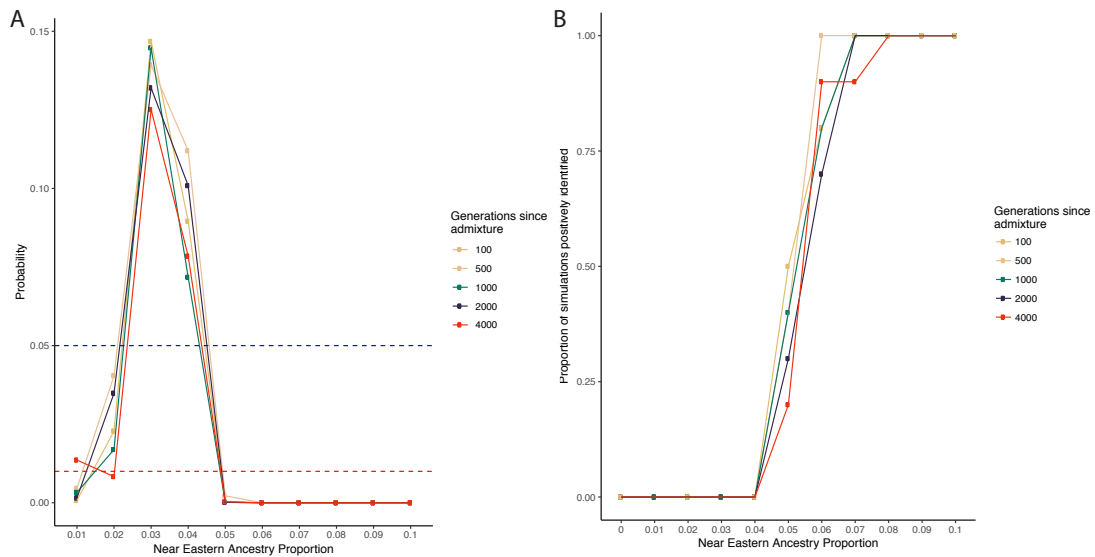 A
Probability
0.15
0.10
0.05
0.00
0.01 0.02 0.03 0.04 0.05 0.06 0.07 0.08 0.09 0.1
Near Eastern Ancestry Proportion
Generations since
admixture
100
500
1000
2000
4000
B
Proportion of simulations positively identified
1.00
0.75
0.50
0.25
0.00
0 0.01 0.02 0.03 0.04 0.05 0.06 0.07 0.08 0.09 0.1
Near Eastern Ancestry Proportion
Generations since
admixture
100
500
1000
2000
4000